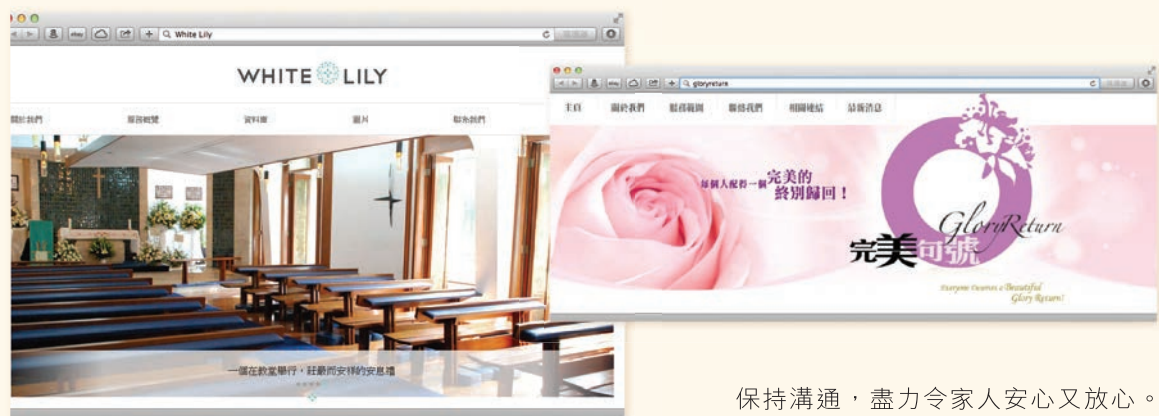 ebay
White Lily
WHITE LILY
關於我們
服務概覽
資料庫
圖片
聯絡我們
一個在教堂舉行，莊嚴而安祥的安息禮
ebay
gloryreturn
主頁
關於我們
服務範圍
聯絡我們
相關連結
最新消息
每個人配得一個完美的
終別歸回！
GloryReturn
完美句號
Everyone Deserves a Beautiful
Glory Return!
保持溝通，盡力令家人安心又放心。